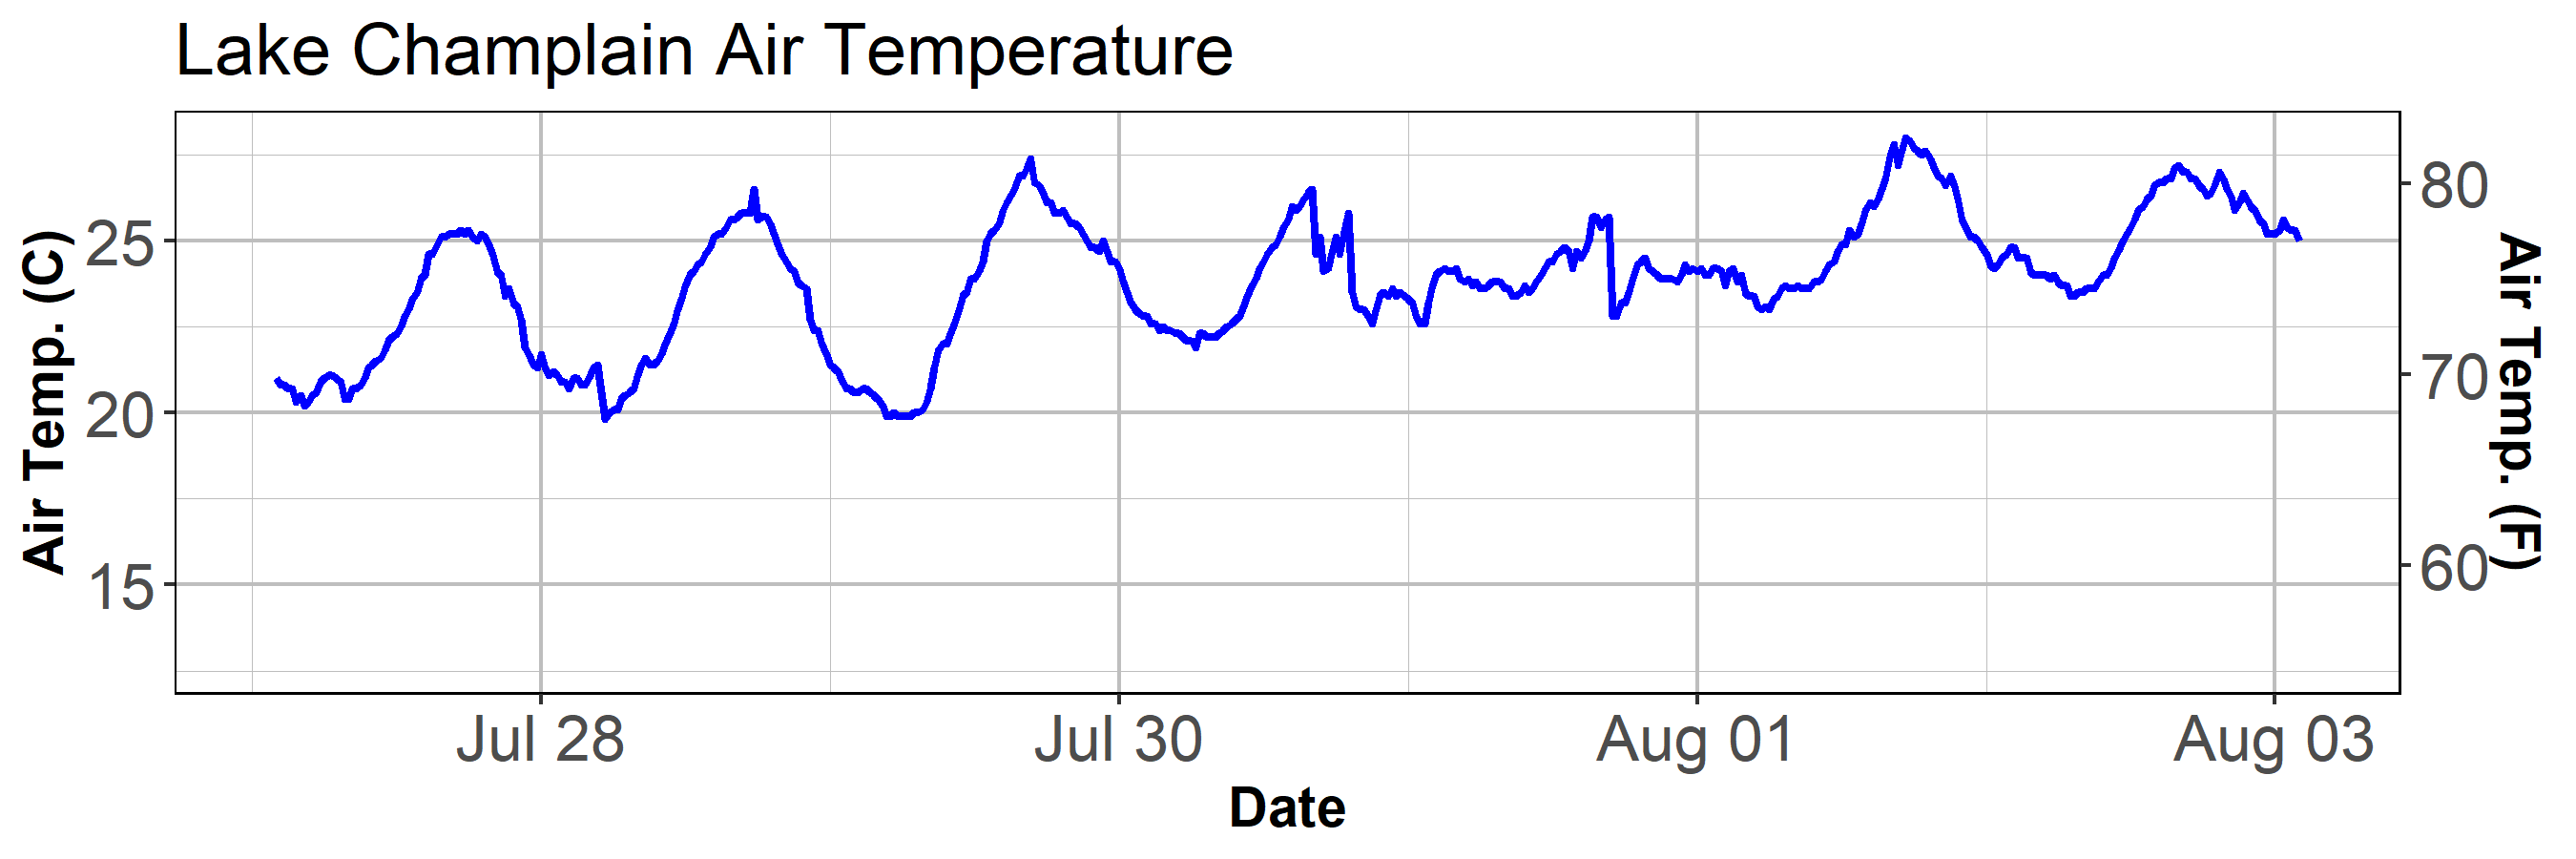 Lake Champlain Air Temperature
Air Temp. (C)
25
20
15
80
70
60
Air Temp. (F)
Jul 28
Jul 30
Aug 01
Aug 03
Date